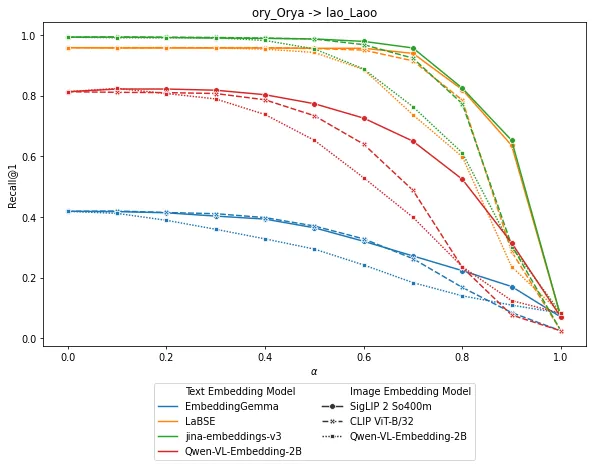 ory_Orya -> lao_Laoo
1.0
0.8
0.6
0.4
0.2
0.0
Recall@1
0.0 0.2 0.4 0.6 0.8 1.0
α
Text Embedding Model Image Embedding Model
EmbeddingGemma SigLIP 2 So400m
LaBSE CLIP ViT-B/32
jina-embeddings-v3 Qwen-VL-Embedding-2B
Qwen-VL-Embedding-2B